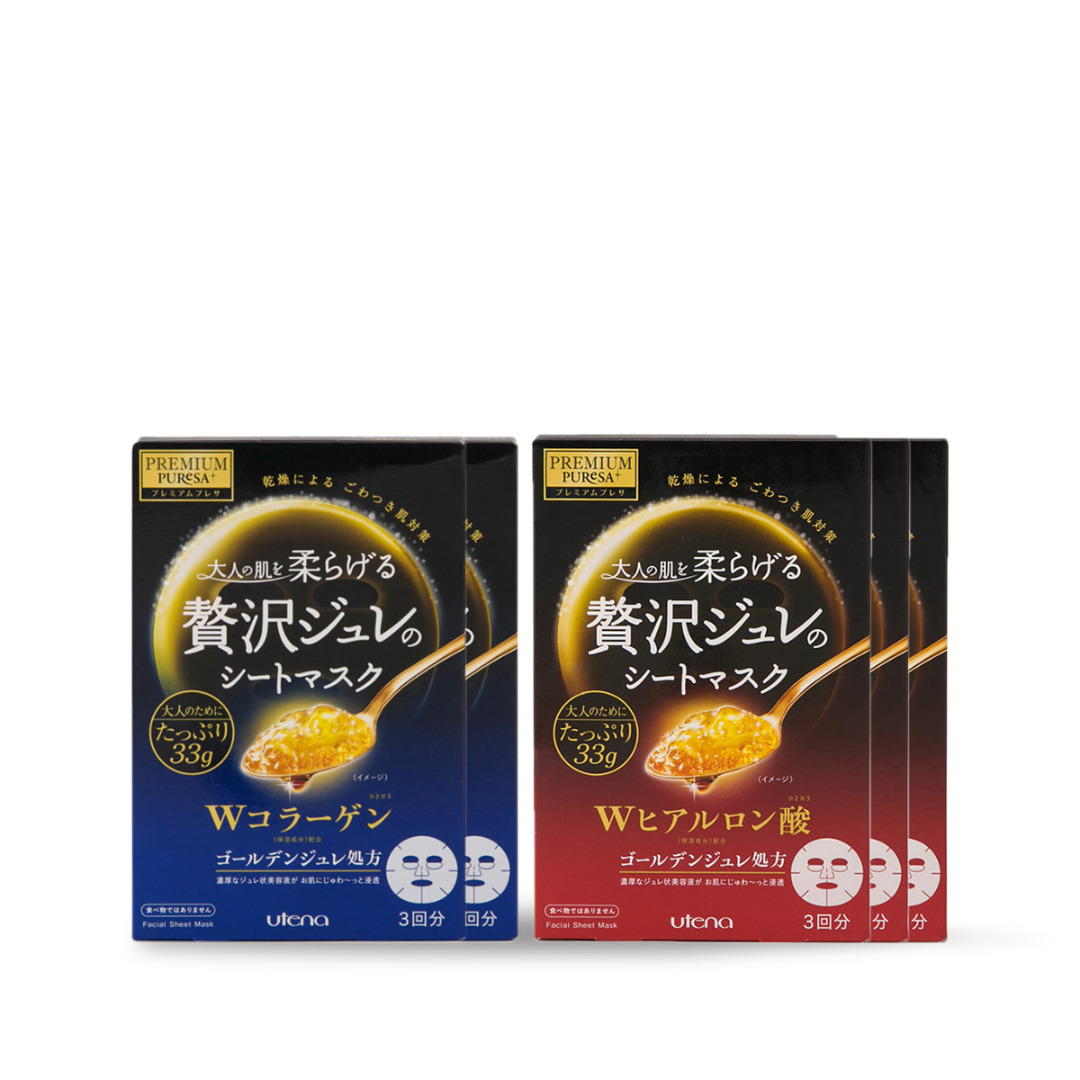 PREMIUM
PUReSA+
プレミアムプレサ
乾燥による ごわつき肌対策
大人の肌を柔らげる
贅沢ジュレの
シートマスク
大人のために
たっぷり
33g
(イメージ)
※2※3
Wコラーゲン
(保湿成分)配合
ゴールデンジュレ処方
濃厚なジュレ状美容液が お肌にじゅわ〜っと浸透
食べ物ではありません
Facial Sheet Mask
utena
3回分
策
の
回分
PREMIUM
PUReSA+
プレミアムプレサ
乾燥による ごわつき肌対策
大人の肌を柔らげる
贅沢ジュレの
シートマスク
大人のために
たっぷり
33g
(イメージ)
※2※3
Wヒアルロン酸
(保湿成分)配合
ゴールデンジュレ処方
濃厚なジュレ状美容液が お肌にじゅわ〜っと浸透
食べ物ではありません
Facial Sheet Mask
utena
3回分
分
分